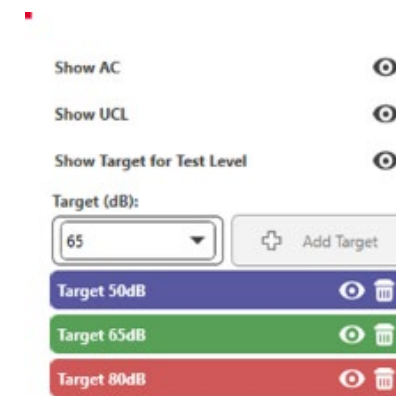 Show AC
Show UCL
Show Target for Test Level
Target (dB):
65
Add Target
Target 50dB
Target 65dB
Target 80dB